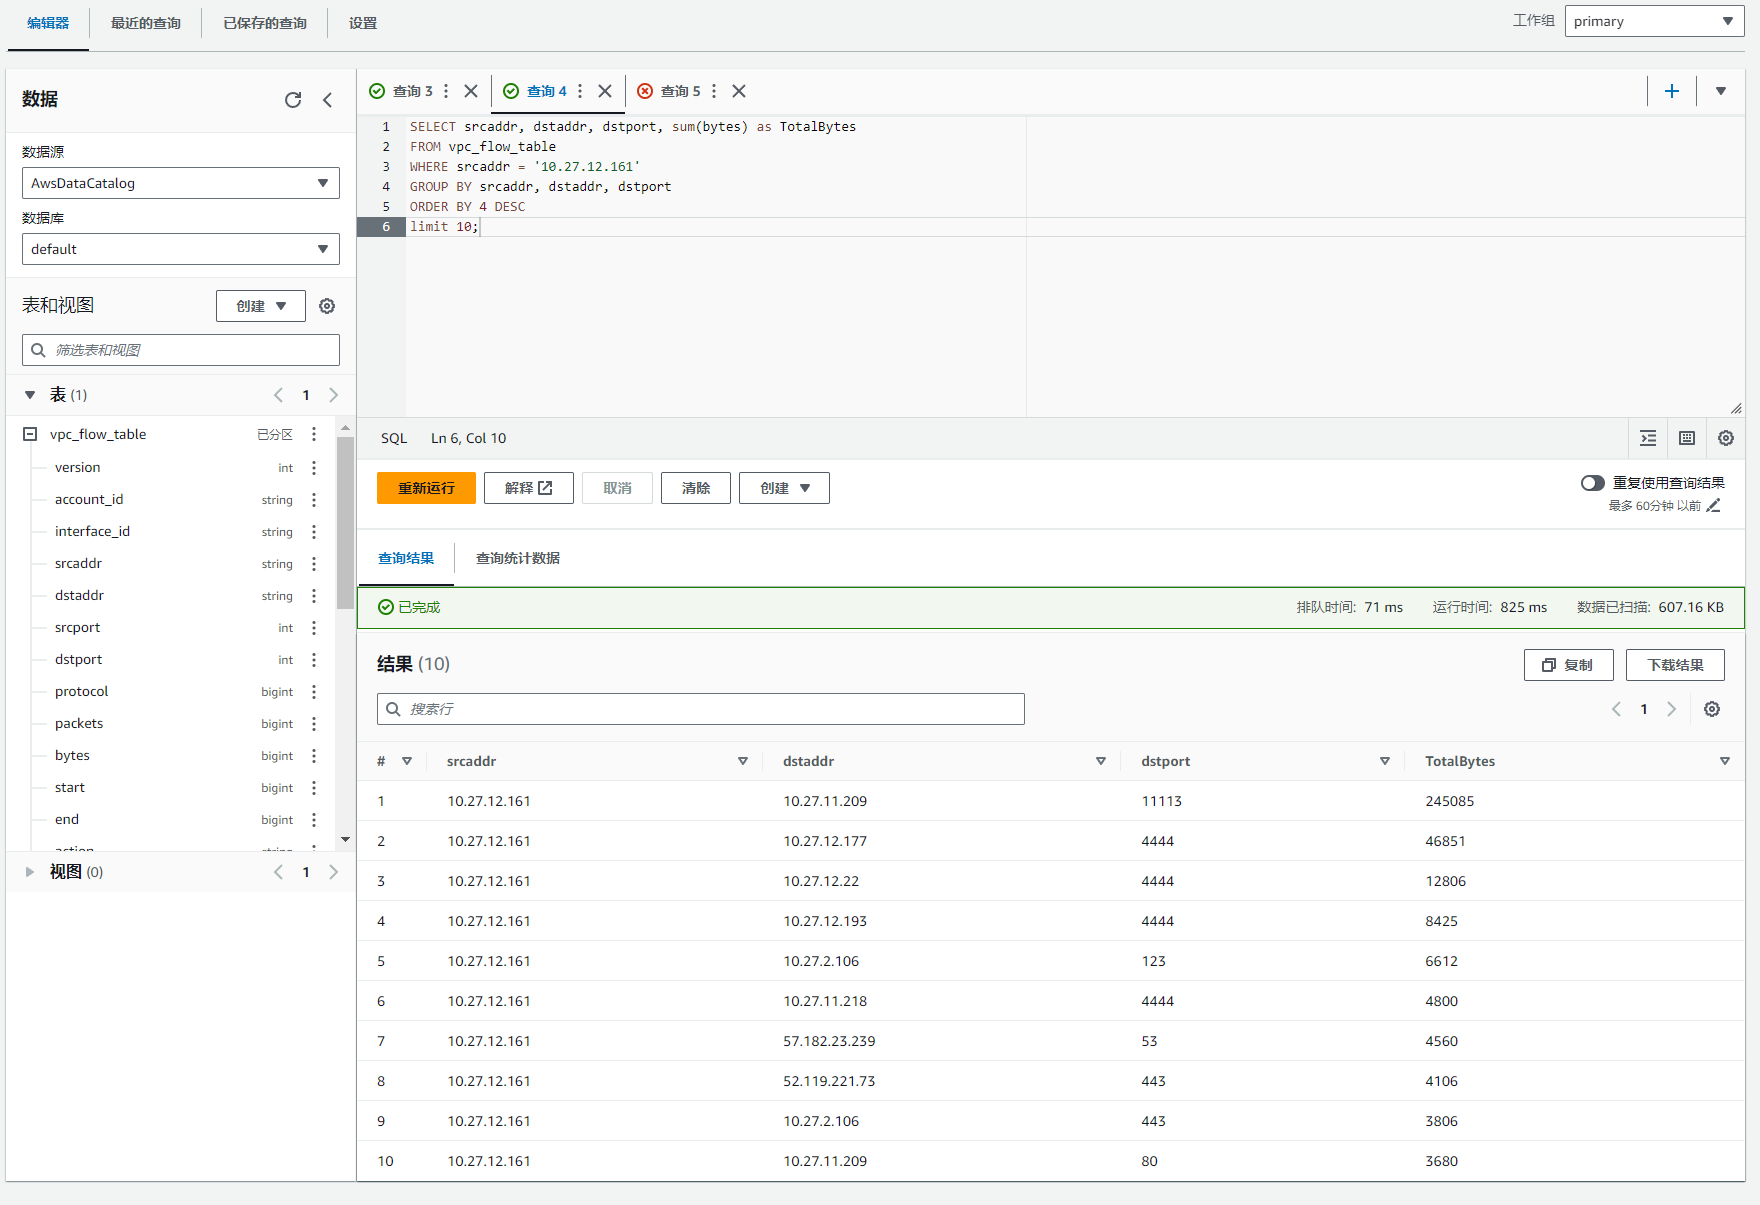 编辑器 最近的查询 已保存的查询 设置 工作组 primary
数据
数据源
AwsDataCatalog
数据库
default
表和视图 创建
筛选表和视图
表 (1) 1
vpc_flow_table 已分区
version int
account_id string
interface_id string
srcaddr string
dstaddr string
srcport int
dstport int
protocol bigint
packets bigint
bytes bigint
start bigint
end bigint
action string
视图 (0) 1
查询 3 查询 4 查询 5
1 SELECT srcaddr, dstaddr, dstport, sum(bytes) as TotalBytes
2 FROM vpc_flow_table
3 WHERE srcaddr = '10.27.12.161'
4 GROUP BY srcaddr, dstaddr, dstport
5 ORDER BY 4 DESC
6 limit 10;
SQL Ln 6, Col 10
重新运行 解释 取消 清除 创建 重复使用查询结果
最多 60分钟 以前
查询结果 查询统计数据
已完成 排队时间: 71 ms 运行时间: 825 ms 数据已扫描: 607.16 KB
结果 (10) 复制 下载结果
搜索行 1
# srcaddr dstaddr dstport TotalBytes
1 10.27.12.161 10.27.11.209 11113 245085
2 10.27.12.161 10.27.12.177 4444 46851
3 10.27.12.161 10.27.12.22 4444 12806
4 10.27.12.161 10.27.12.193 4444 8425
5 10.27.12.161 10.27.2.106 123 6612
6 10.27.12.161 10.27.11.218 4444 4800
7 10.27.12.161 57.182.23.239 53 4560
8 10.27.12.161 52.119.221.73 443 4106
9 10.27.12.161 10.27.2.106 443 3806
10 10.27.12.161 10.27.11.209 80 3680